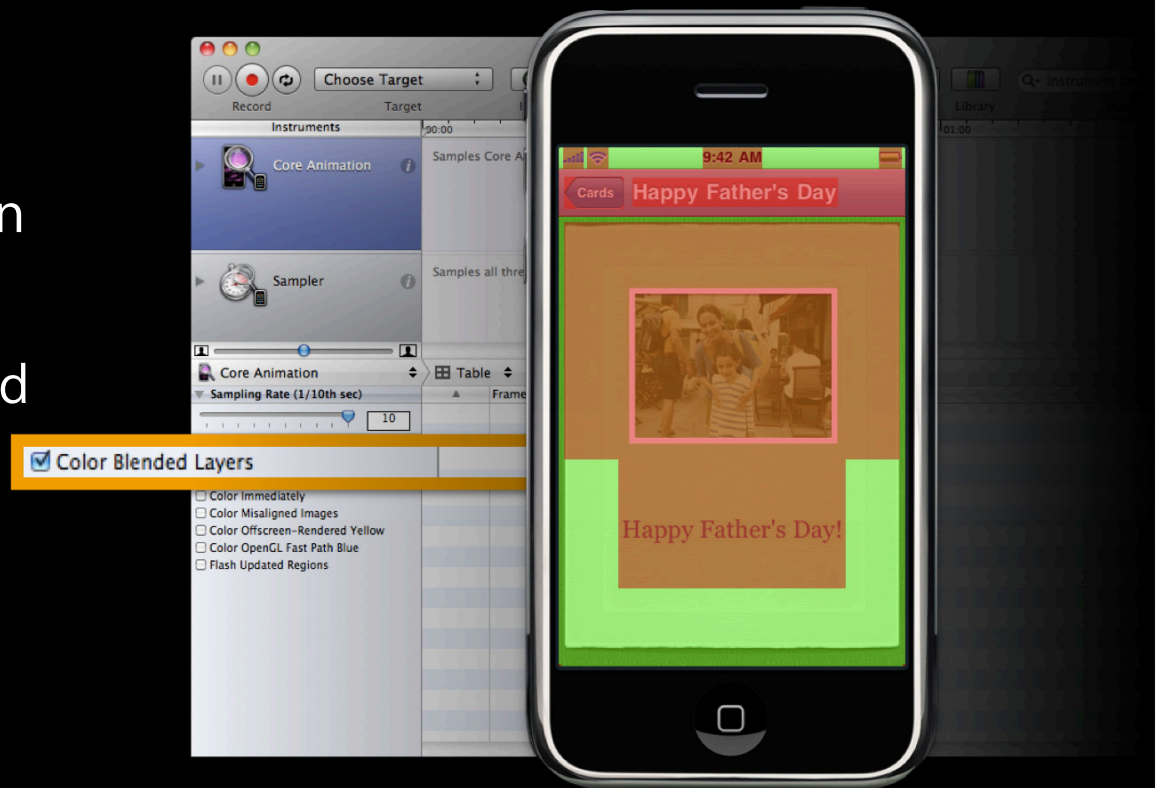 n
d
Choose Target
Record
Target
Library
Instruments
00:00
01:00
Core Animation
Samples Core A
Sampler
Samples all thre
Core Animation
Table
Sampling Rate (1/10th sec)
Frame
10
Color Blended Layers
Color Immediately
Color Misaligned Images
Color Offscreen-Rendered Yellow
Color OpenGL Fast Path Blue
Flash Updated Regions
9:42 AM
Cards
Happy Father's Day
Happy Father's Day!